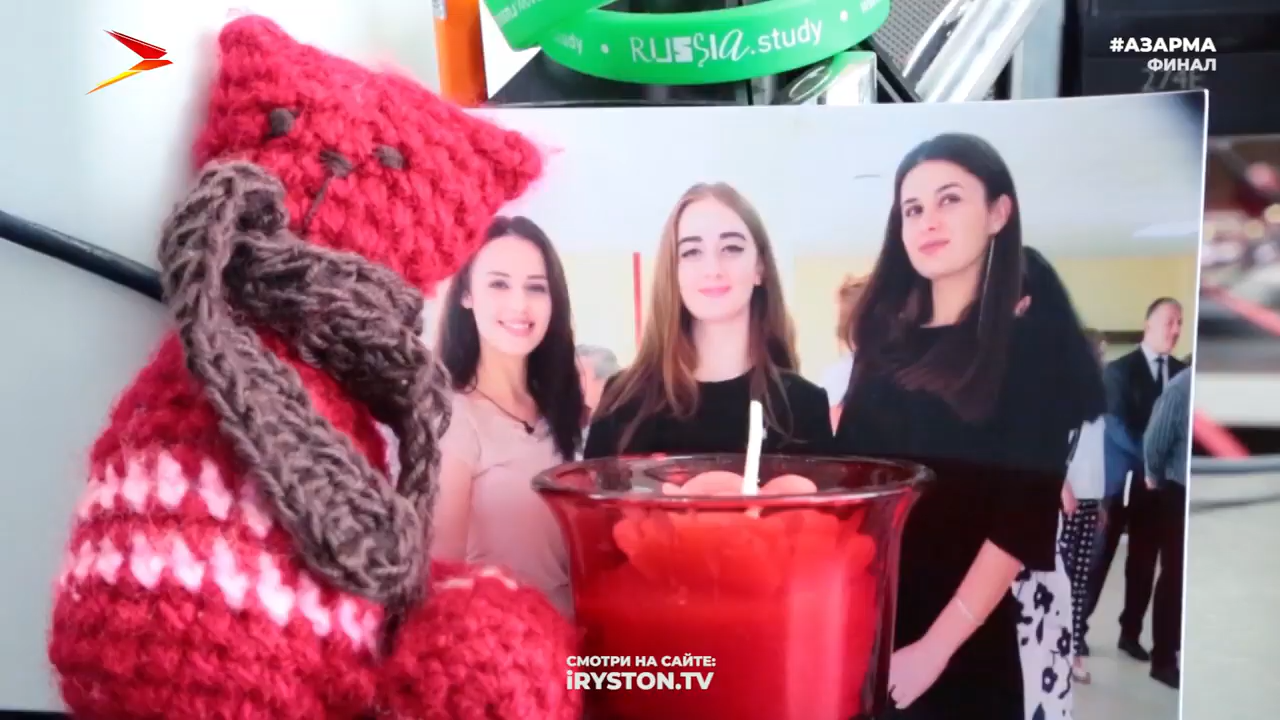 RUSSIA.study
#АЗАРМА
ФИНАЛ
СМОТРИ НА САЙТЕ:
iRYSTON.TV